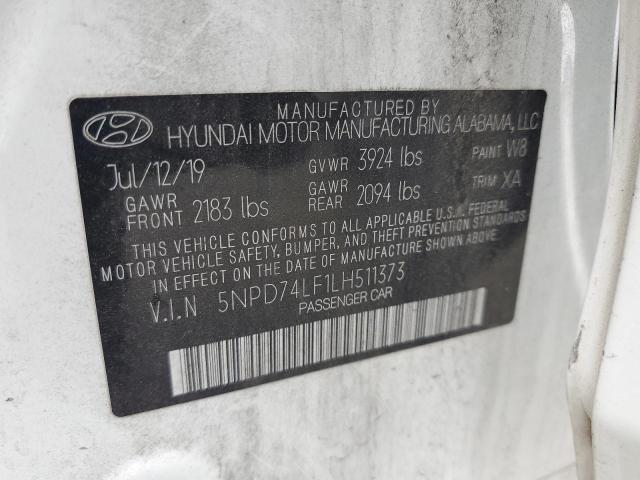 MANUFACTURED BY
HYUNDAI MOTOR MANUFACTURING ALABAMA, LLC
Jul/12/19 GVWR 3924 lbs PAINT W8
GAWR FRONT 2183 lbs GAWR REAR 2094 lbs TRIM XA
THIS VEHICLE CONFORMS TO ALL APPLICABLE U.S.A. FEDERAL
MOTOR VEHICLE SAFETY, BUMPER, AND THEFT PREVENTION STANDARDS
IN EFFECT ON THE DATE OF MANUFACTURE SHOWN ABOVE.
V.I.N 5NPD74LF1LH511373
PASSENGER CAR